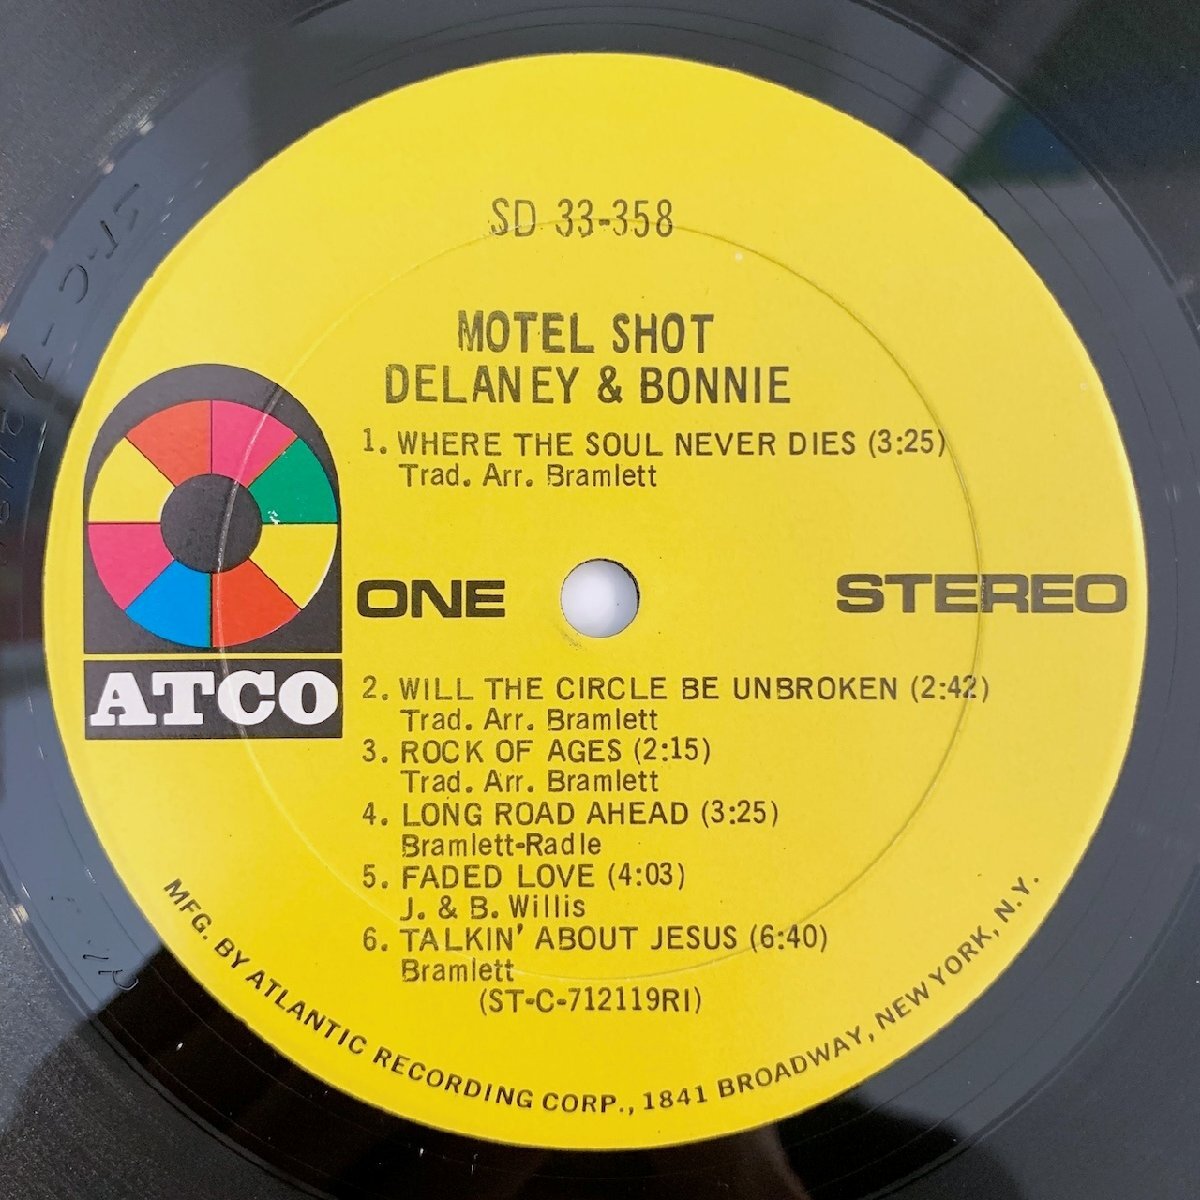 SD 33-358
MOTEL SHOT
DELANEY & BONNIE
1. WHERE THE SOUL NEVER DIES (3:25)
Trad. Arr. Bramlett
ONE
STEREO
ATCO
2. WILL THE CIRCLE BE UNBROKEN (2:42)
Trad. Arr. Bramlett
3. ROCK OF AGES (2:15)
Trad. Arr. Bramlett
4. LONG ROAD AHEAD (3:25)
Bramlett-Radle
5. FADED LOVE (4:03)
J. & B. Willis
6. TALKIN' ABOUT JESUS (6:40)
Bramlett
(ST-C-712119RI)
MFG. BY ATLANTIC RECORDING CORP., 1841 BROADWAY, NEW YORK, N.Y.